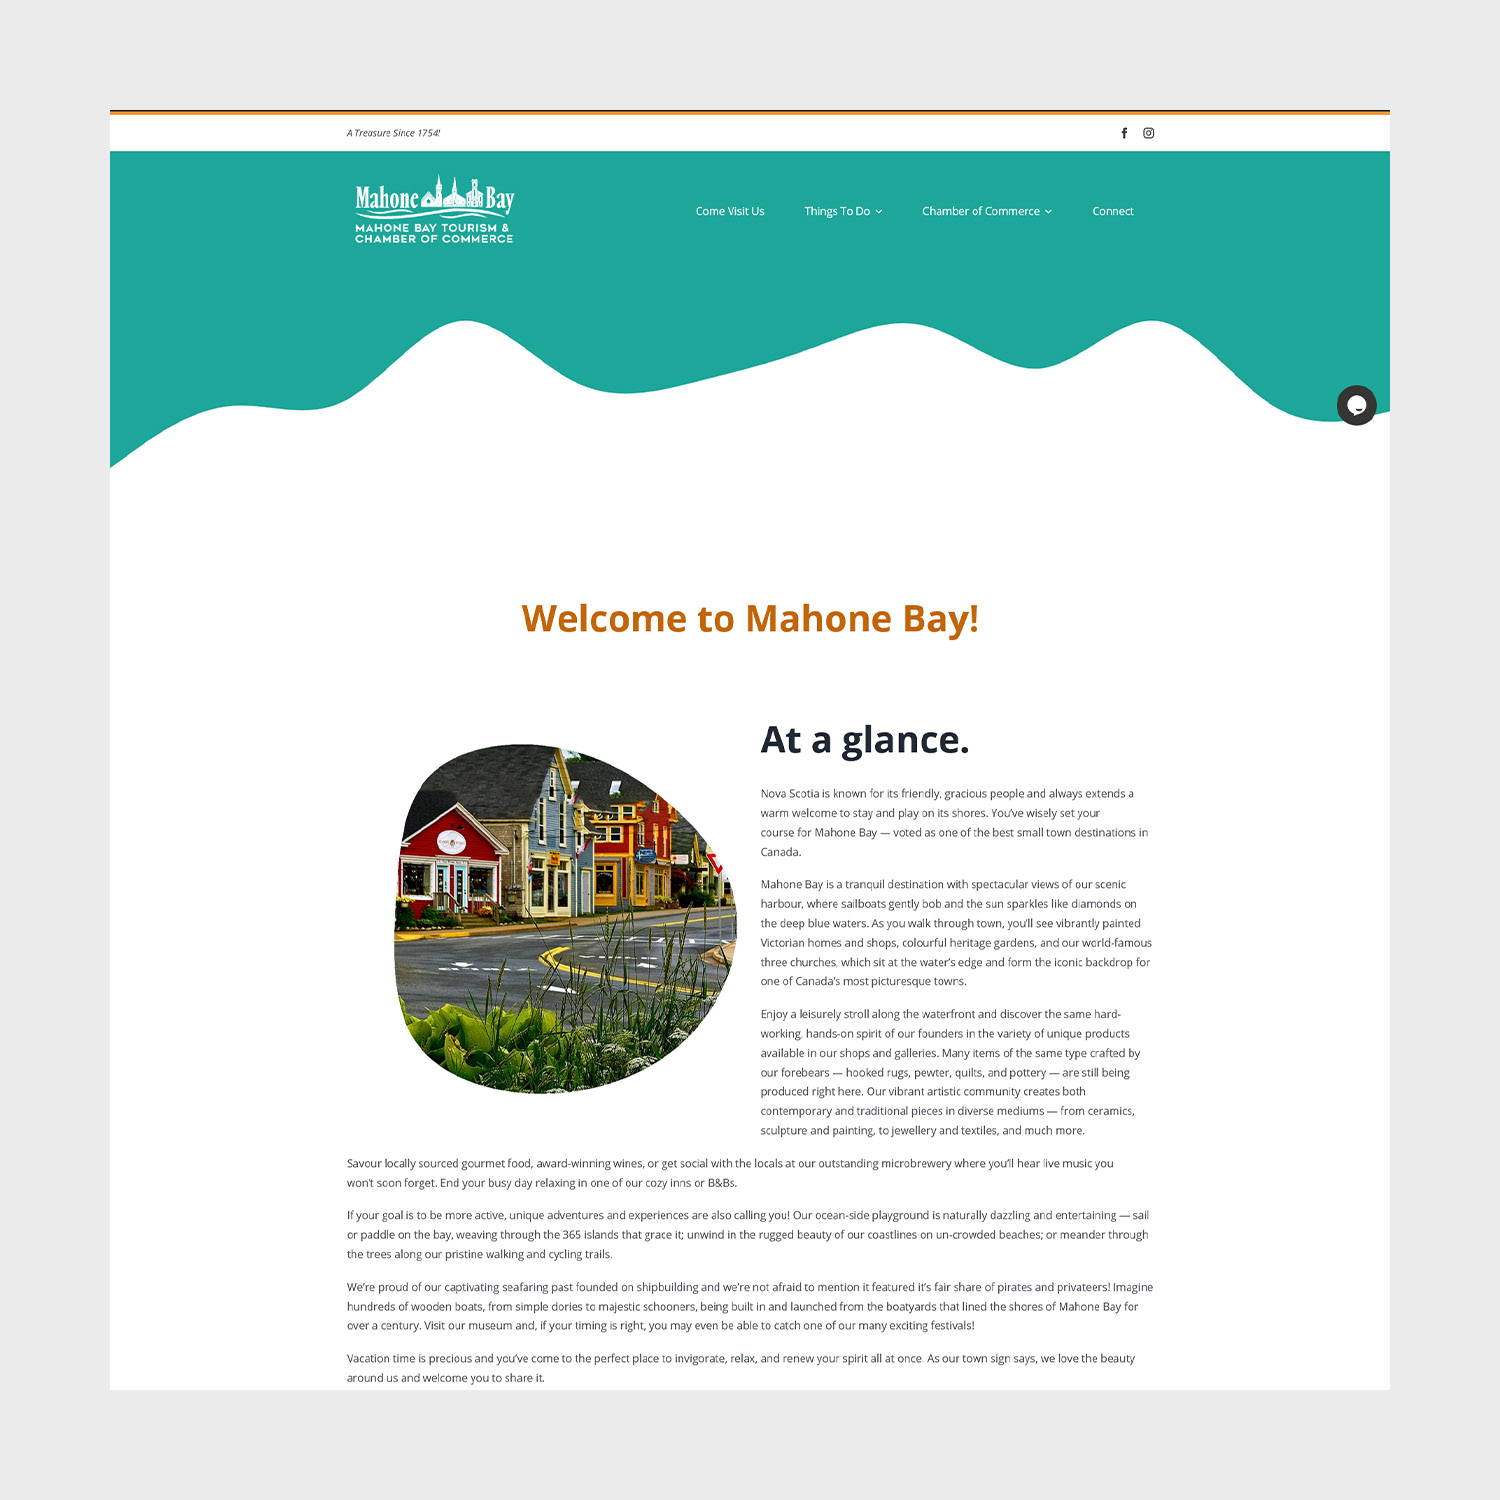 A Treasure Since 1754!
Mahone Bay
MAHONE BAY TOURISM &
CHAMBER OF COMMERCE
Come Visit Us
Things To Do
Chamber of Commerce
Connect
Welcome to Mahone Bay!
At a glance.
Nova Scotia is known for its friendly, gracious people and always extends a
warm welcome to stay and play on its shores. You've wisely set your
course for Mahone Bay — voted as one of the best small town destinations in
Canada.
Mahone Bay is a tranquil destination with spectacular views of our scenic
harbour, where sailboats gently bob and the sun sparkles like diamonds on
the deep blue waters. As you walk through town, you'll see vibrantly painted
Victorian homes and shops, colourful heritage gardens, and our world-famous
three churches, which sit at the water's edge and form the iconic backdrop for
one of Canada's most picturesque towns.
Enjoy a leisurely stroll along the waterfront and discover the same hard-
working, hands-on spirit of our founders in the variety of unique products
available in our shops and galleries. Many items of the same type crafted by
our forebears — hooked rugs, pewter, quilts, and pottery — are still being
produced right here. Our vibrant artistic community creates both
contemporary and traditional pieces in diverse mediums — from ceramics,
sculpture and painting, to jewellery and textiles, and much more.
Savour locally sourced gourmet food, award-winning wines, or get social with the locals at our outstanding microbrewery where you'll hear live music you
won't soon forget. End your busy day relaxing in one of our cozy inns or B&Bs.
If your goal is to be more active, unique adventures and experiences are also calling you! Our ocean-side playground is naturally dazzling and entertaining — sail
or paddle on the bay, weaving through the 365 islands that grace it; unwind in the rugged beauty of our coastlines on un-crowded beaches; or meander through
the trees along our pristine walking and cycling trails.
We're proud of our captivating seafaring past founded on shipbuilding and we're not afraid to mention it featured it's fair share of pirates and privateers! Imagine
hundreds of wooden boats, from simple dories to majestic schooners, being built in and launched from the boatyards that lined the shores of Mahone Bay for
over a century. Visit our museum and, if your timing is right, you may even be able to catch one of our many exciting festivals!
Vacation time is precious and you've come to the perfect place to invigorate, relax, and renew your spirit all at once. As our town sign says, we love the beauty
around us and welcome you to share it.